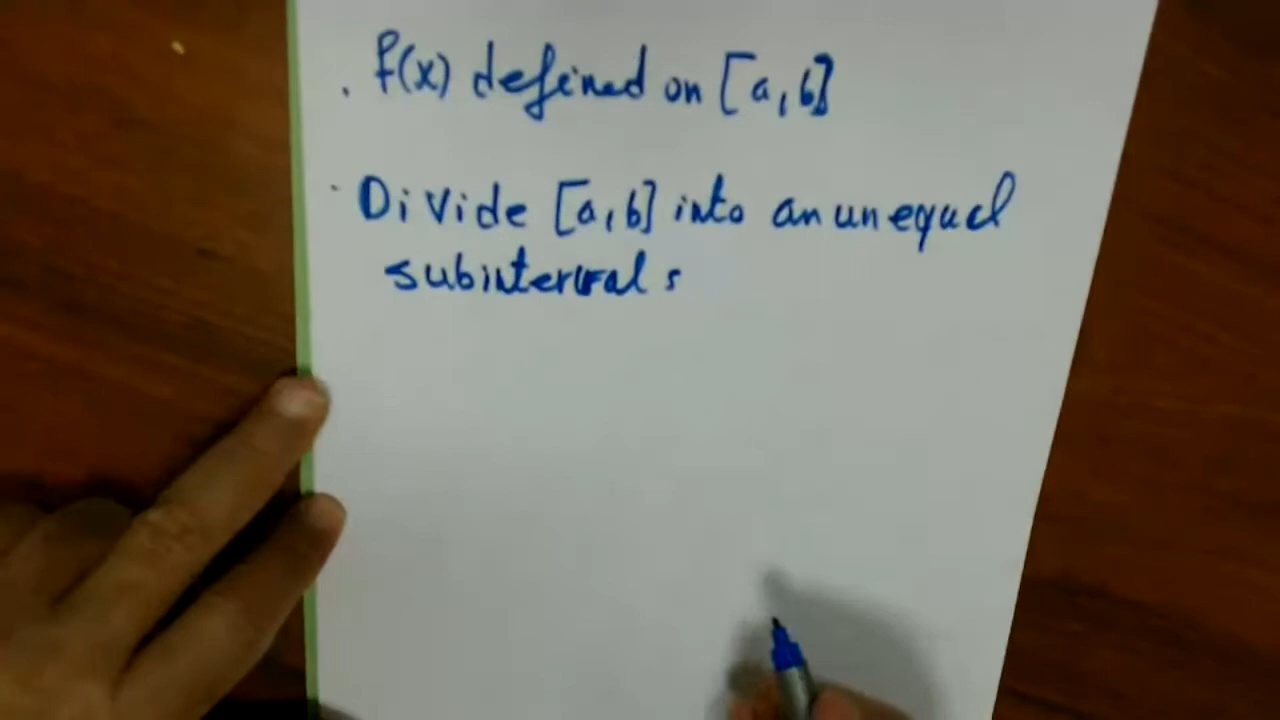 . f(x) defined on [a, b]
· Divide [a, b] into an unequal
subintervals